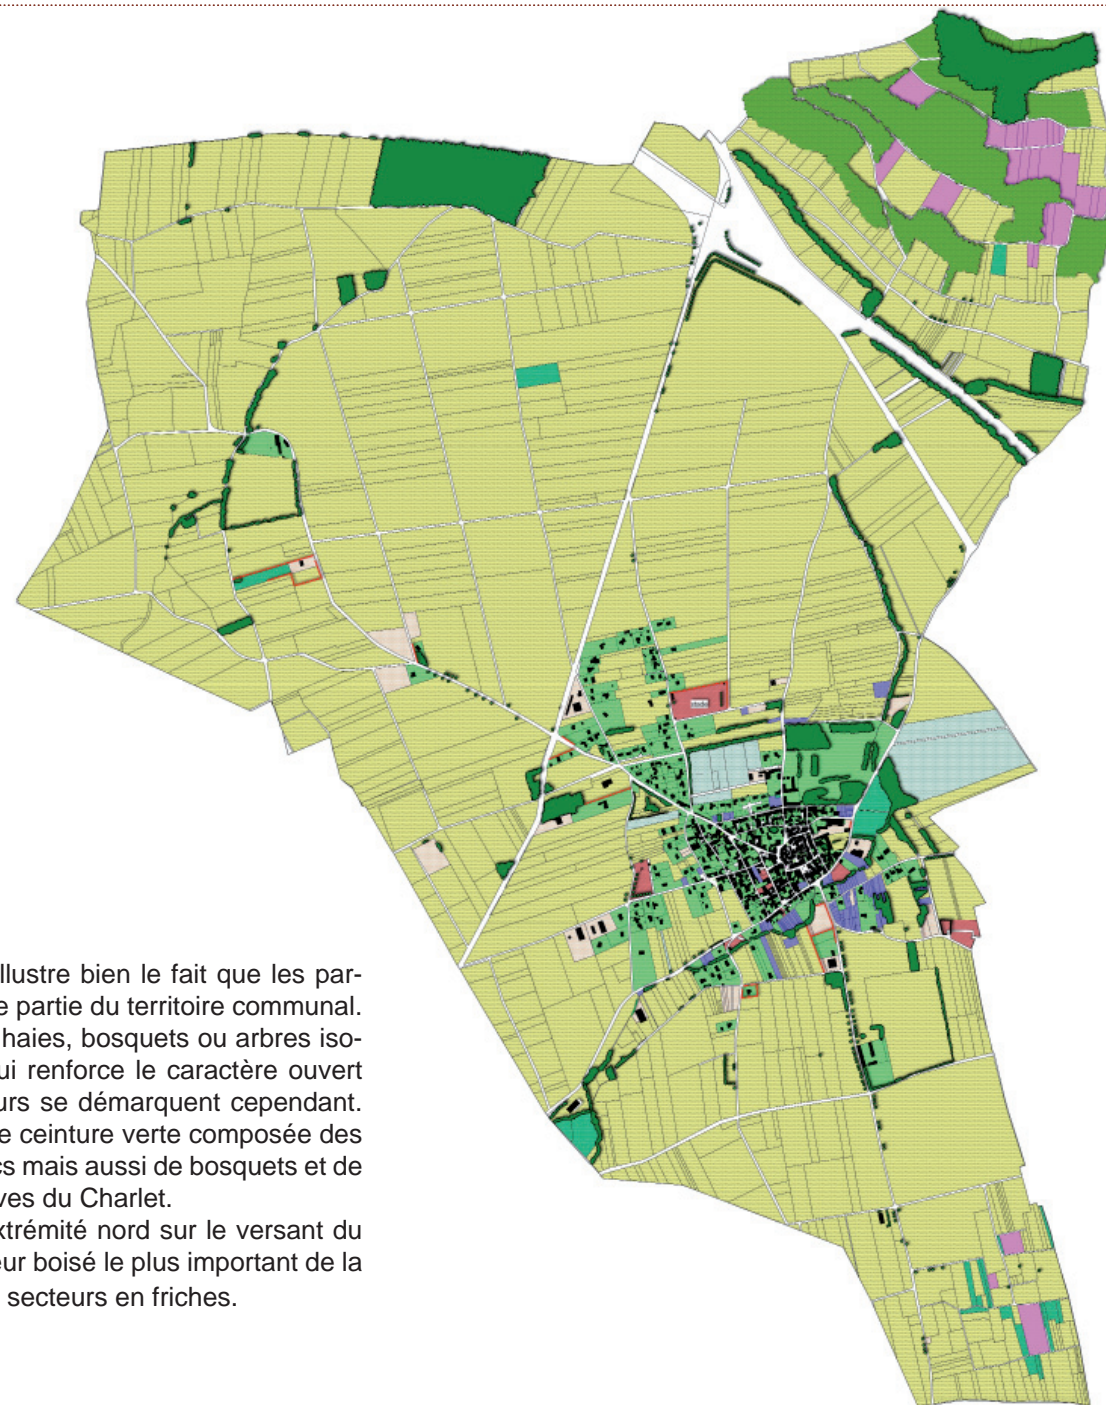 llustre bien le fait que les par-
e partie du territoire communal.
haies, bosquets ou arbres iso-
ui renforce le caractère ouvert
urs se démarquent cependant.
e ceinture verte composée des
cs mais aussi de bosquets et de
ves du Charlet.
xtrémité nord sur le versant du
eur boisé le plus important de la
secteurs en friches.